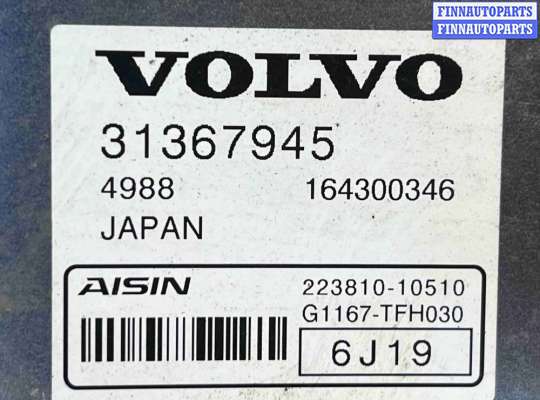 FINNAUTOPARTS
FINNAUTOPARTS
VOLVO
31367945
4988 164300346
JAPAN
AISIN 223810-10510
G1167-TFH030
6J19